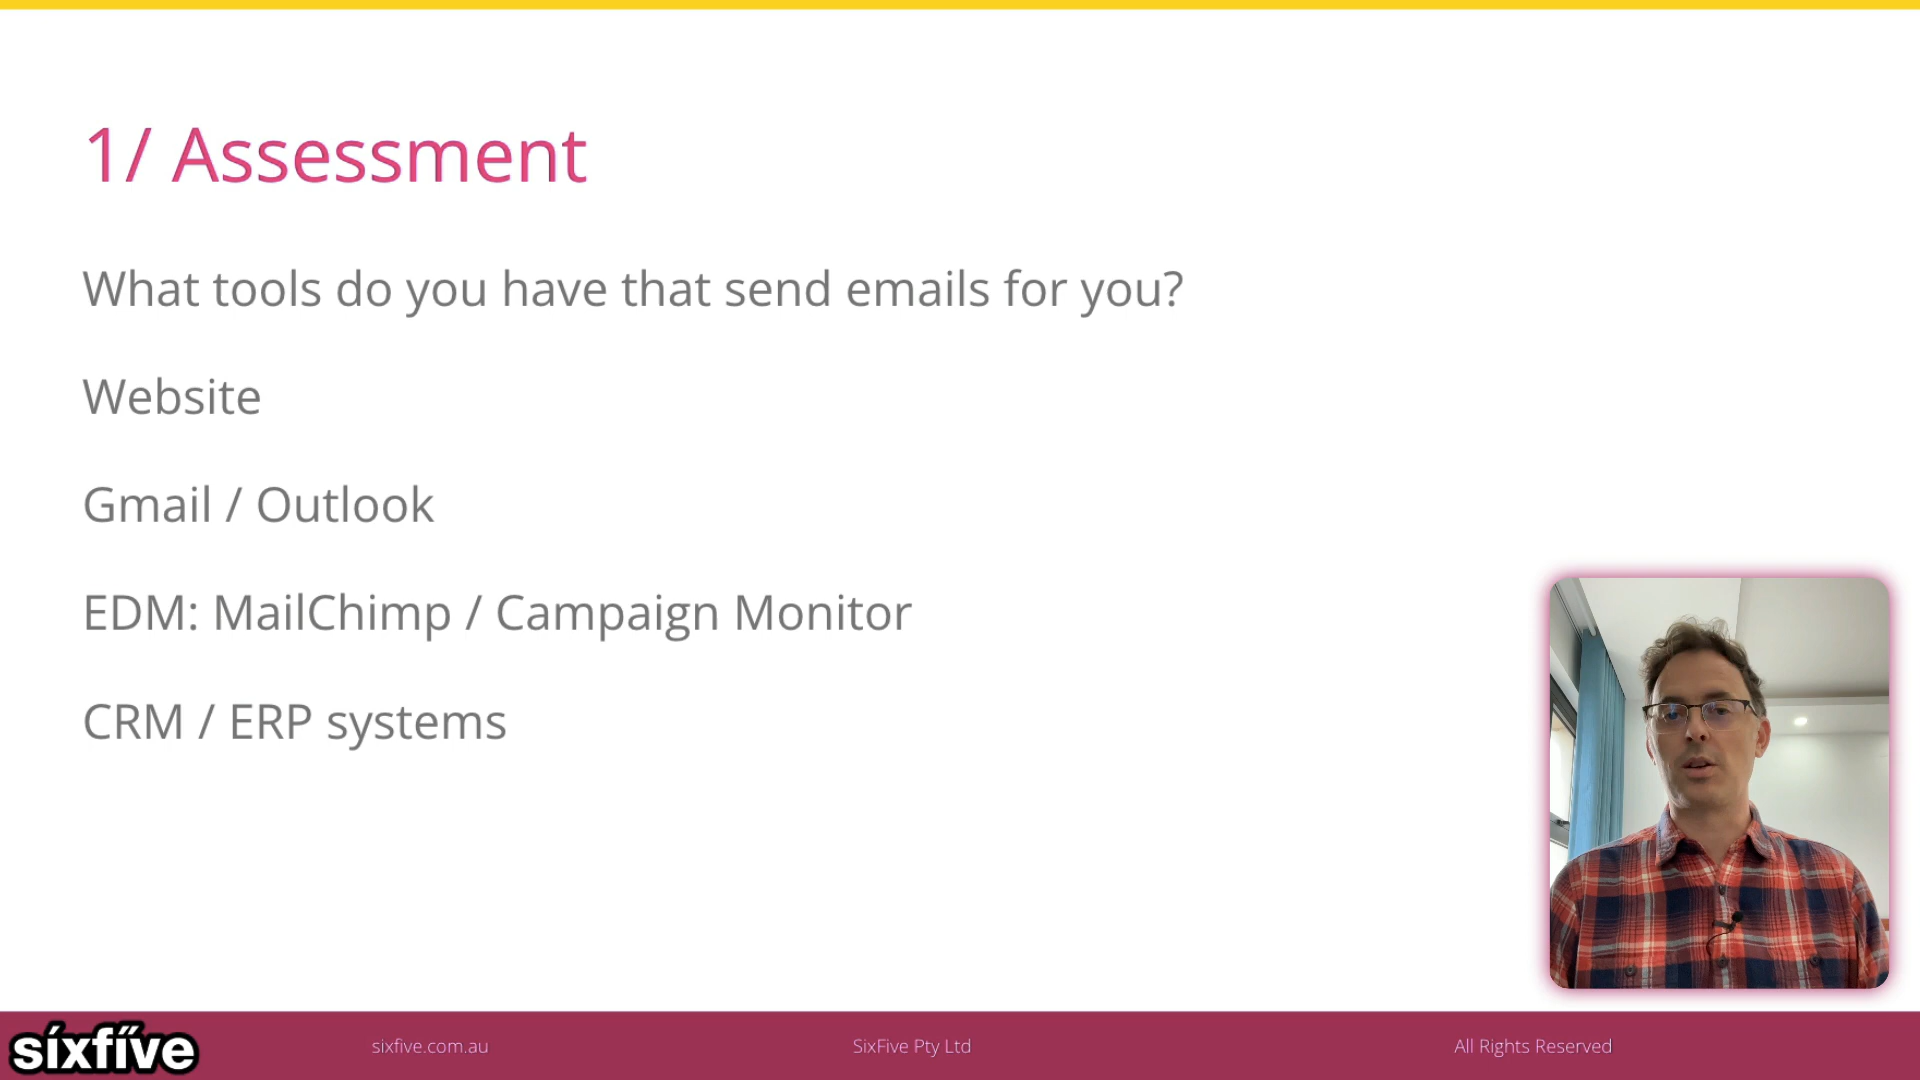 1/ Assessment
What tools do you have that send emails for you?
Website
Gmail / Outlook
EDM: MailChimp / Campaign Monitor
CRM / ERP systems
síxfíve
sixfive.com.au
SixFive Pty Ltd
All Rights Reserved